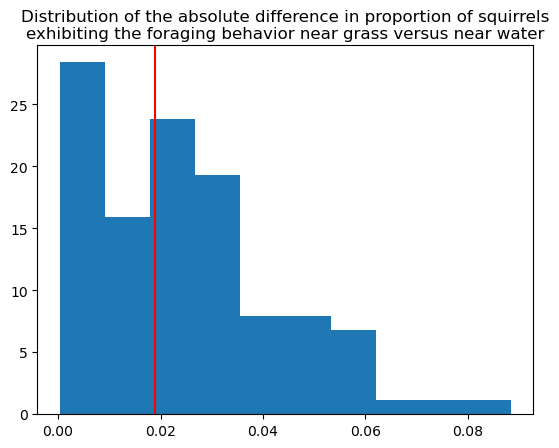 Distribution of the absolute difference in proportion of squirrels
exhibiting the foraging behavior near grass versus near water
25
20
15
10
5
0
0.00 0.02 0.04 0.06 0.08